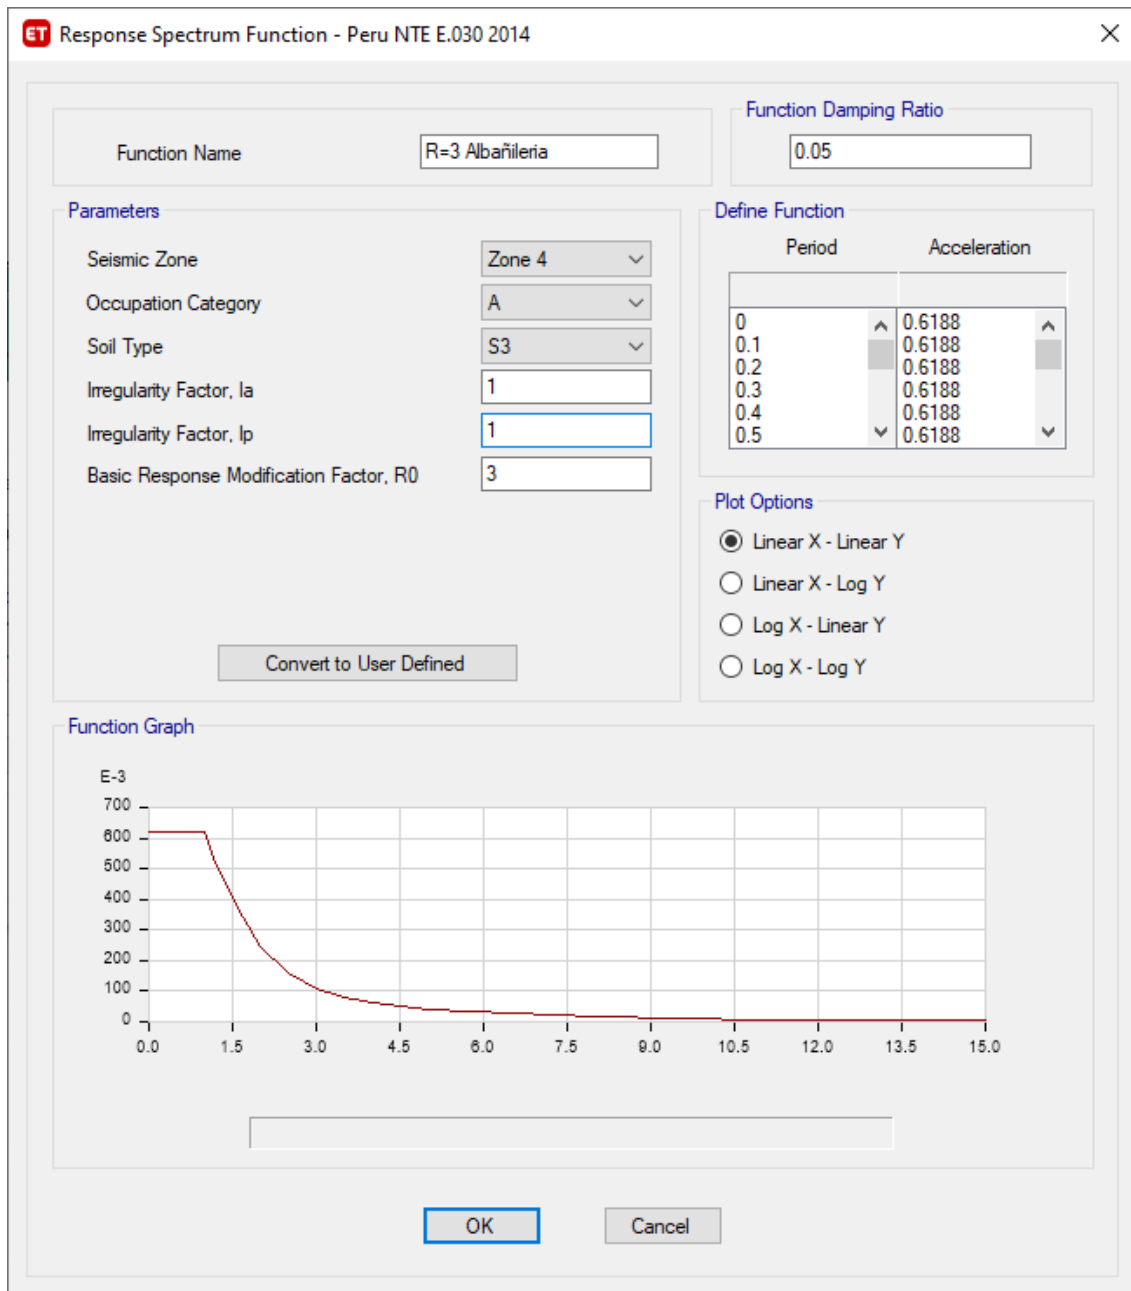 ET Response Spectrum Function - Peru NTE E.030 2014
Function Name R=3 Albañileria
Function Damping Ratio
0.05
Parameters
Seismic Zone Zone 4
Occupation Category A
Soil Type S3
Irregularity Factor, Ia 1
Irregularity Factor, Ip 1
Basic Response Modification Factor, R0 3
Convert to User Defined
Define Function
Period Acceleration
0 0.6188
0.1 0.6188
0.2 0.6188
0.3 0.6188
0.4 0.6188
0.5 0.6188
Plot Options
Linear X - Linear Y
Linear X - Log Y
Log X - Linear Y
Log X - Log Y
Function Graph
E-3
700
600
500
400
300
200
100
0
0.0 1.5 3.0 4.5 6.0 7.5 9.0 10.5 12.0 13.5 15.0
OK Cancel